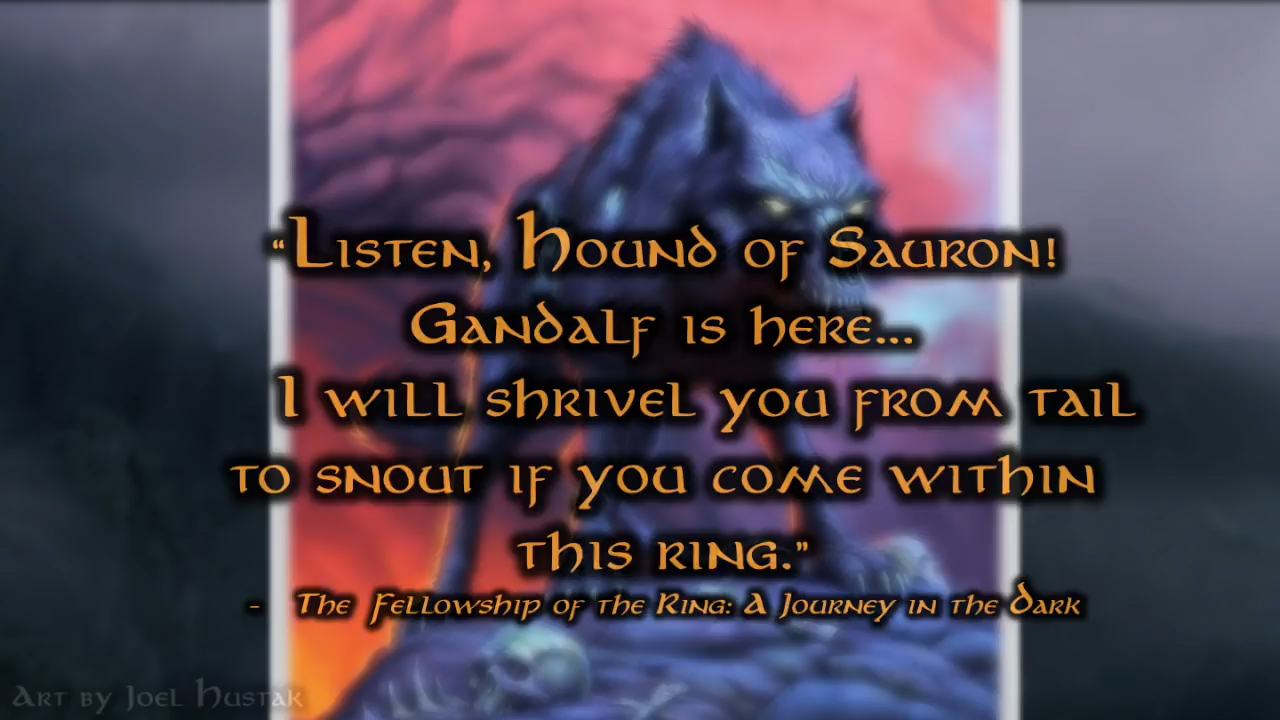 “Listen, Hound of Sauron!
Gandalf is here...
I will shrivel you from tail
to snout if you come within
this ring.”
- The Fellowship of the Ring: A Journey in the Dark
Art by Joel Hustak